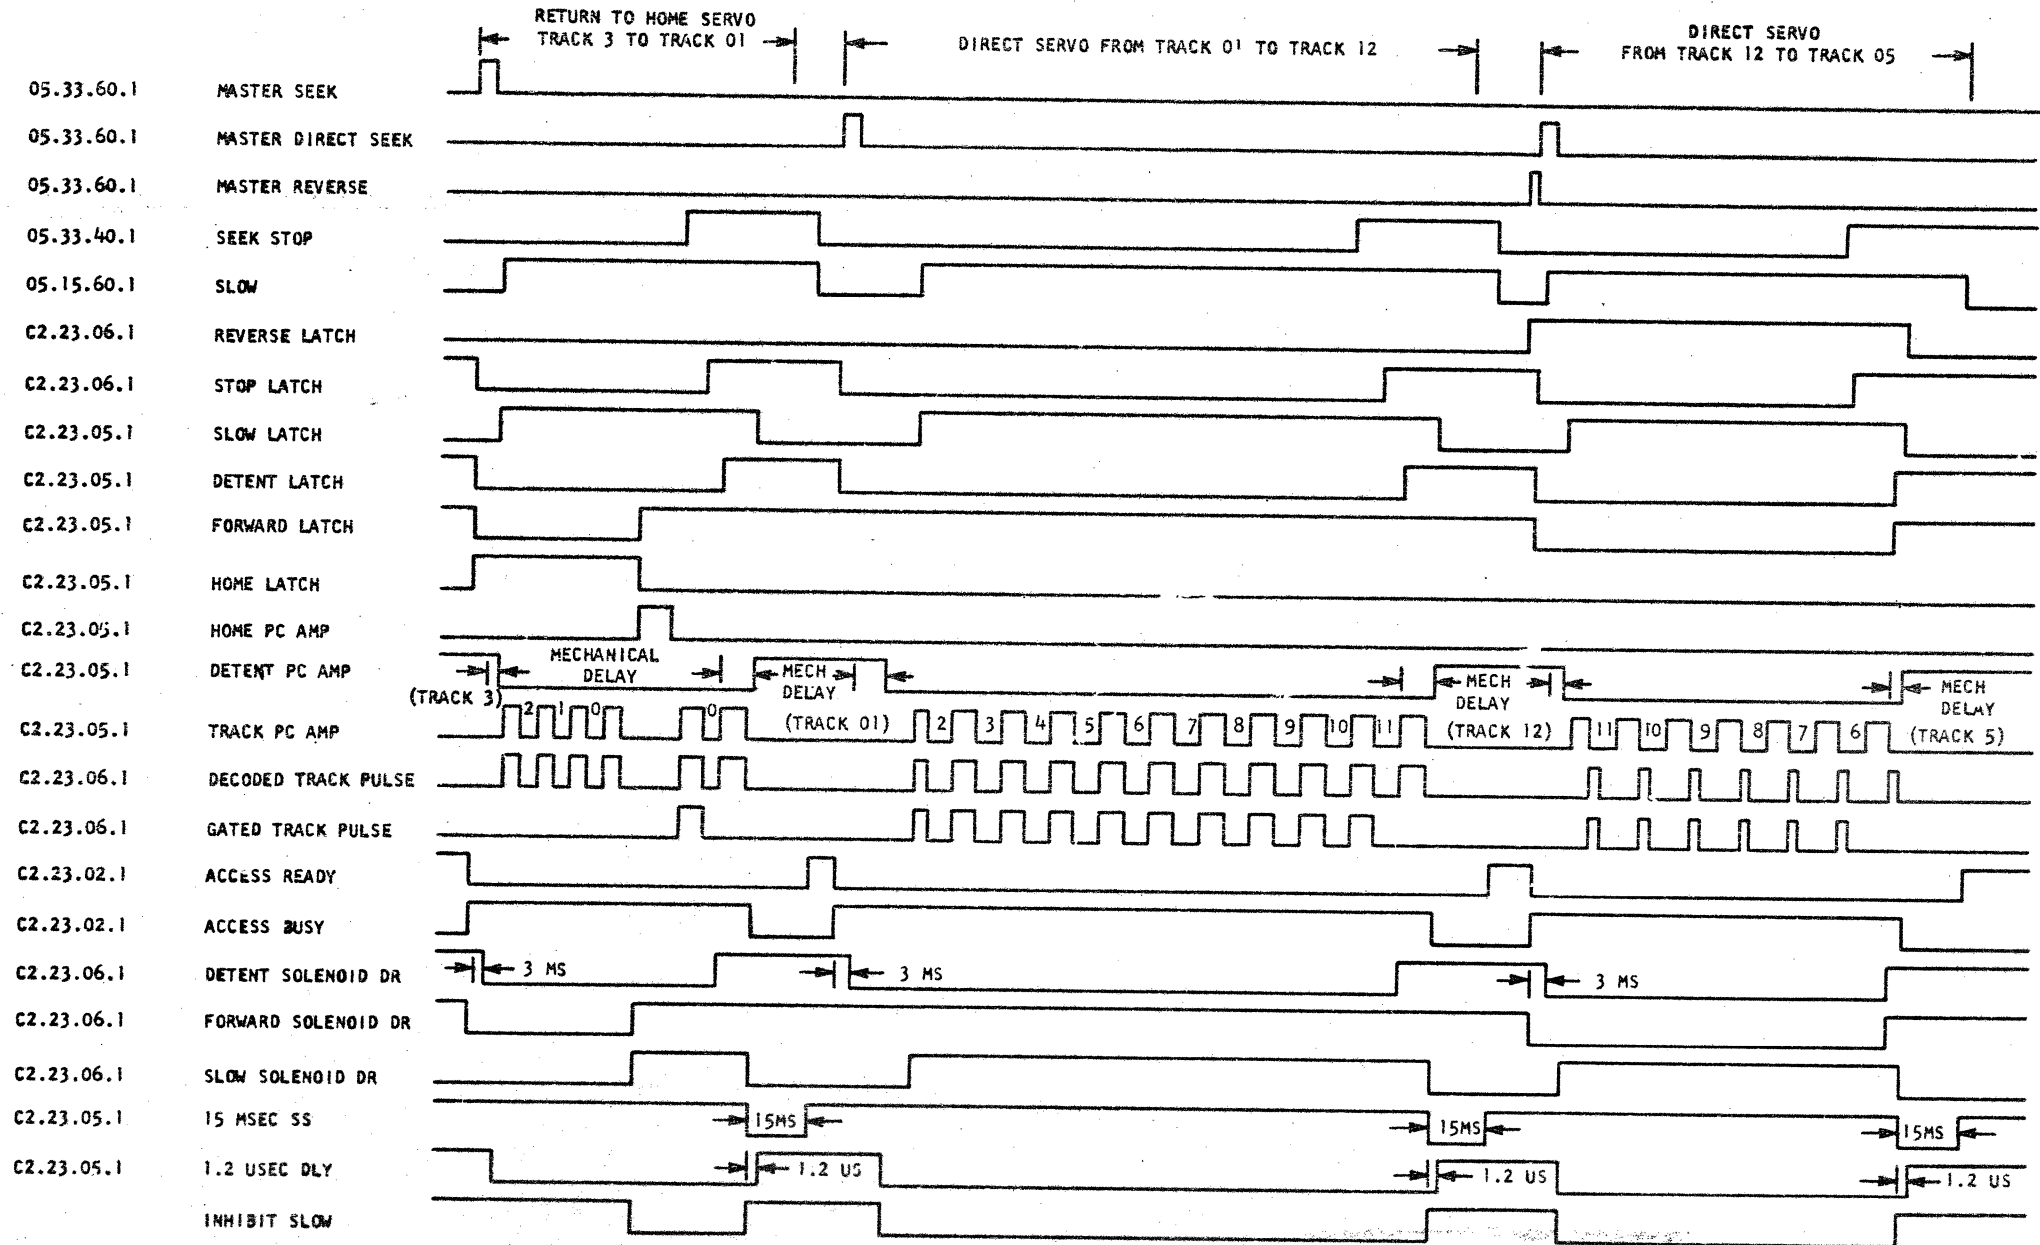 RETURN TO HOME SERVO
TRACK 3 TO TRACK 01
DIRECT SERVO FROM TRACK 01 TO TRACK 12
DIRECT SERVO
FROM TRACK 12 TO TRACK 05
05.33.60.1 MASTER SEEK
05.33.60.1 MASTER DIRECT SEEK
05.33.60.1 MASTER REVERSE
05.33.40.1 SEEK STOP
05.15.60.1 SLOW
C2.23.06.1 REVERSE LATCH
C2.23.06.1 STOP LATCH
C2.23.05.1 SLOW LATCH
C2.23.05.1 DETENT LATCH
C2.23.05.1 FORWARD LATCH
C2.23.05.1 HOME LATCH
C2.23.05.1 HOME PC AMP
C2.23.05.1 DETENT PC AMP
MECHANICAL
DELAY
MECH
DELAY
MECH
DELAY
MECH
DELAY
(TRACK 3)
(TRACK 01)
(TRACK 12)
(TRACK 5)
C2.23.05.1 TRACK PC AMP 2 1 0 0 2 3 4 5 6 7 8 9 10 11 11 10 9 8 7 6
C2.23.06.1 DECODED TRACK PULSE
C2.23.06.1 GATED TRACK PULSE
C2.23.02.1 ACCESS READY
C2.23.02.1 ACCESS BUSY
C2.23.06.1 DETENT SOLENOID DR 3 MS 3 MS 3 MS
C2.23.06.1 FORWARD SOLENOID DR
C2.23.06.1 SLOW SOLENOID DR
C2.23.05.1 15 MSEC SS 15MS 15MS 15MS
C2.23.05.1 1.2 USEC DLY 1.2 US 1.2 US 1.2 US
INHIBIT SLOW